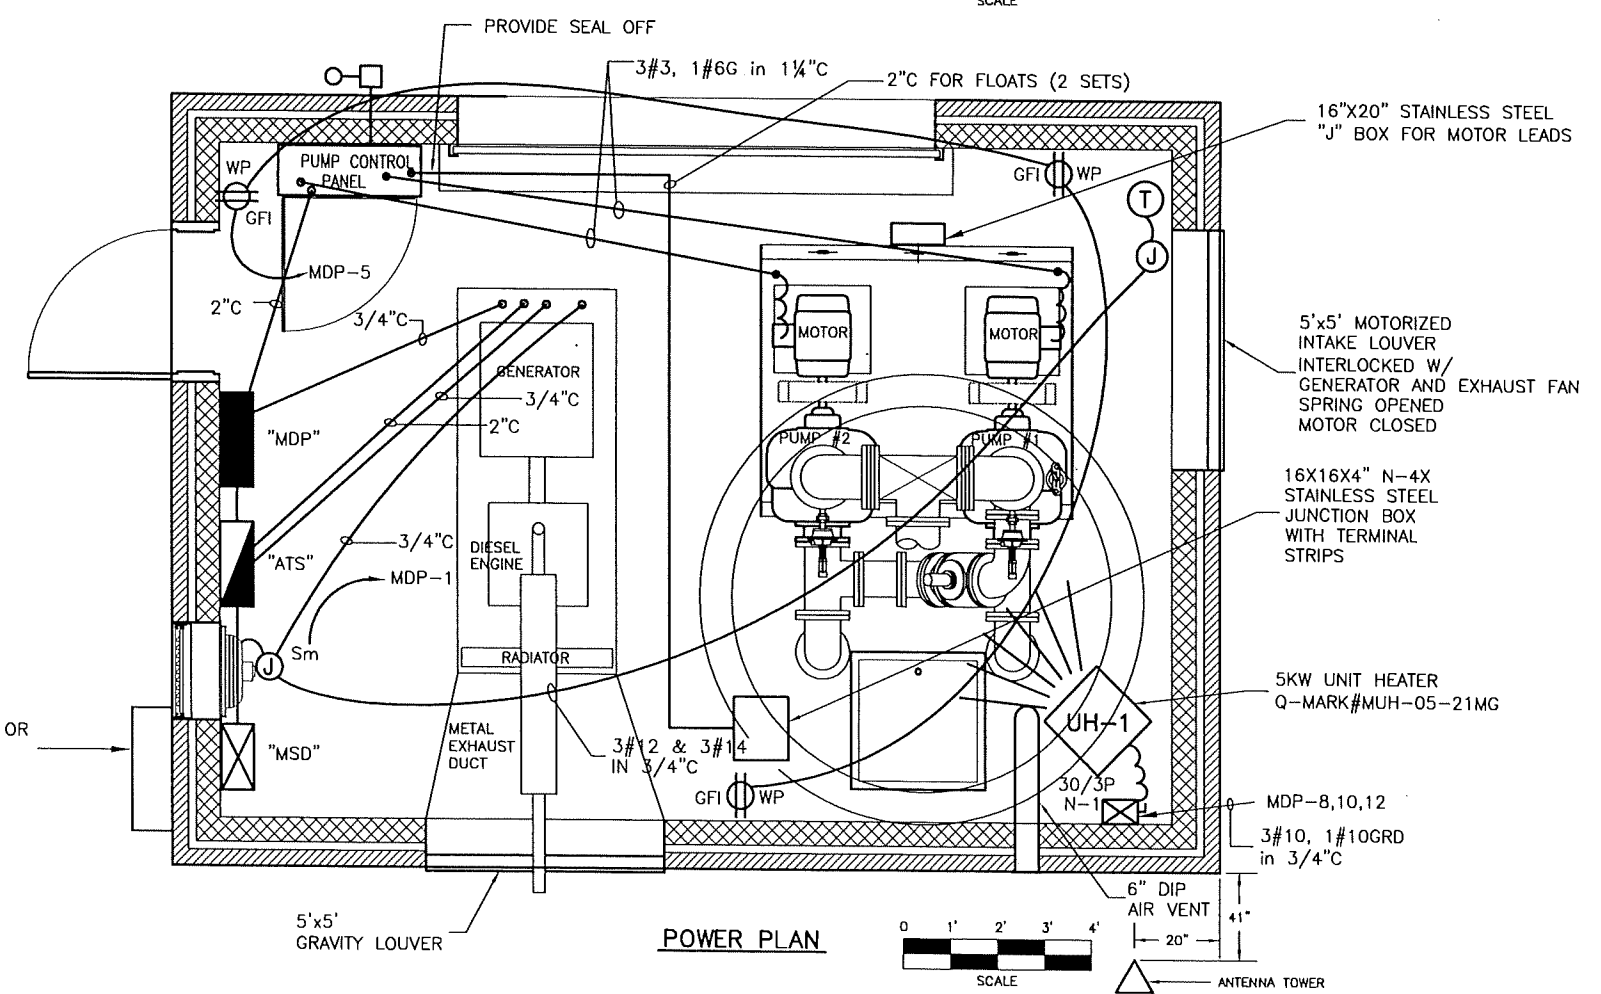 SCALE
PROVIDE SEAL OFF
3#3, 1#6G in 1¼"C
2"C FOR FLOATS (2 SETS)
16"X20" STAINLESS STEEL
"J" BOX FOR MOTOR LEADS
WP
PUMP CONTROL
PANEL
GFI
GFI
WP
T
J
MDP-5
2"C
3/4"C
MOTOR
MOTOR
5'x5' MOTORIZED
INTAKE LOUVER
INTERLOCKED W/
GENERATOR AND EXHAUST FAN
SPRING OPENED
MOTOR CLOSED
GENERATOR
3/4"C
2"C
"MDP"
PUMP #2
PUMP #1
M
16X16X4" N-4X
STAINLESS STEEL
JUNCTION BOX
WITH TERMINAL
STRIPS
3/4"C
DIESEL
ENGINE
"ATS"
MDP-1
Sm
J
RADIATOR
5KW UNIT HEATER
Q-MARK#MUH-05-21MG
UH-1
OR
"MSD"
METAL
EXHAUST
DUCT
3#12 & 3#14
IN 3/4"C
GFI
WP
30/3P
N-1
MDP-8,10,12
3#10, 1#10GRD
in 3/4"C
6" DIP
AIR VENT
41"
20"
5'x5'
GRAVITY LOUVER
POWER PLAN
0 1' 2' 3' 4'
SCALE
ANTENNA TOWER